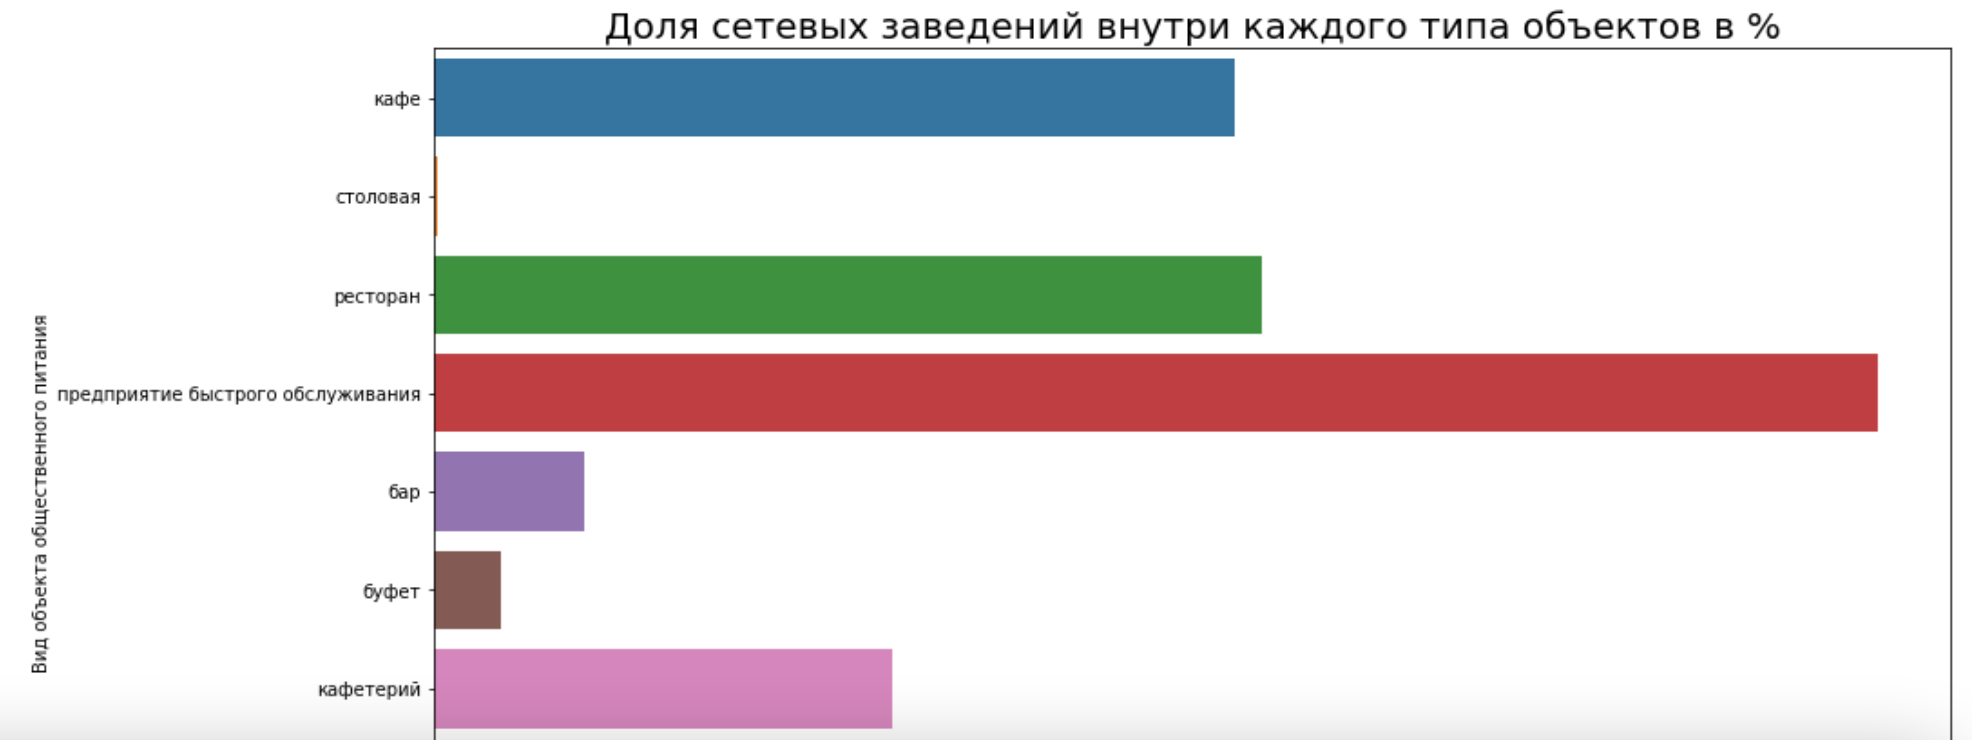 Доля сетевых заведений внутри каждого типа объектов в %
кафе
столовая
ресторан
предприятие быстрого обслуживания
бар
буфет
кафетерий
Вид объекта общественного питания